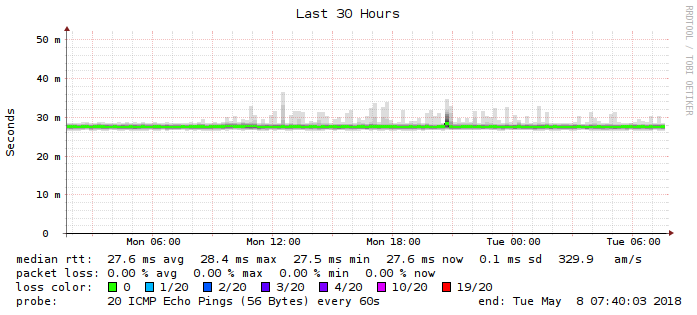 Last 30 Hours
RRDTOOL / TOBI OETIKER
Seconds
50 m
40 m
30 m
20 m
10 m
0
Mon 06:00 Mon 12:00 Mon 18:00 Tue 00:00 Tue 06:00
median rtt: 27.6 ms avg 28.4 ms max 27.5 ms min 27.6 ms now 0.1 ms sd 329.9 am/s
packet loss: 0.00 % avg 0.00 % max 0.00 % min 0.00 % now
loss color: 0 1/20 2/20 3/20 4/20 10/20 19/20
probe: 20 ICMP Echo Pings (56 Bytes) every 60s end: Tue May 8 07:40:03 2018